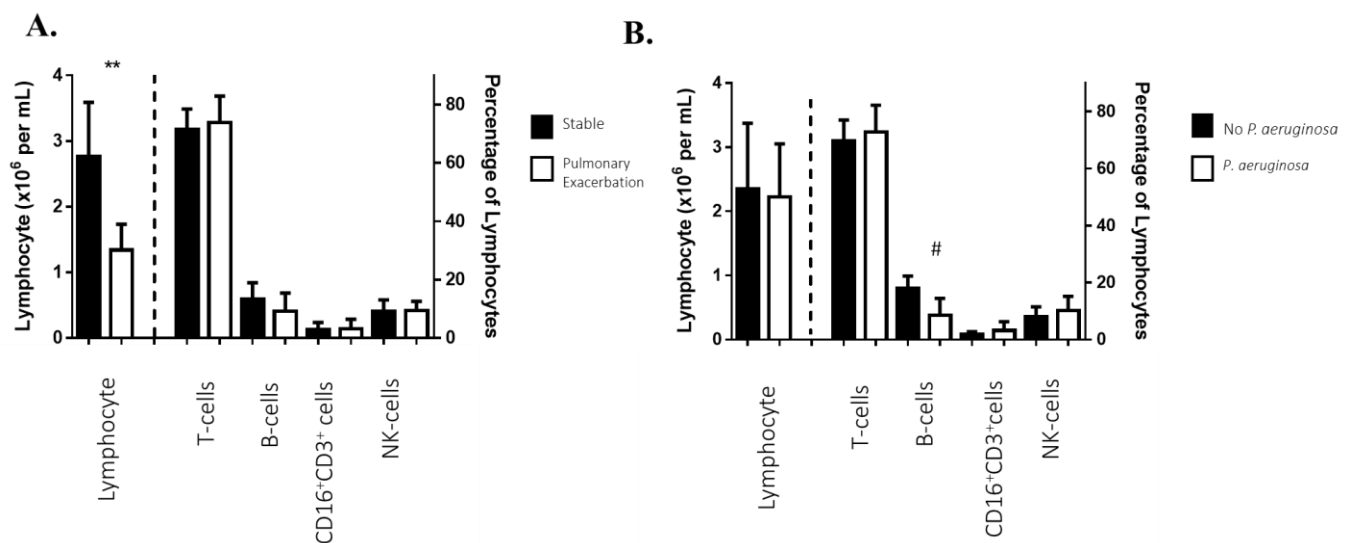 A.
**
Lymphocyte (x10⁶ per mL)
4
3
2
1
0
Percentage of Lymphocytes
80
60
40
20
0
Stable
Pulmonary
Exacerbation
Lymphocyte
T-cells
B-cells
CD16⁺CD3⁺ cells
NK-cells
B.
Lymphocyte (x10⁶ per mL)
4
3
2
1
0
#
Percentage of Lymphocytes
80
60
40
20
0
No P. aeruginosa
P. aeruginosa
Lymphocyte
T-cells
B-cells
CD16⁺CD3⁺cells
NK-cells